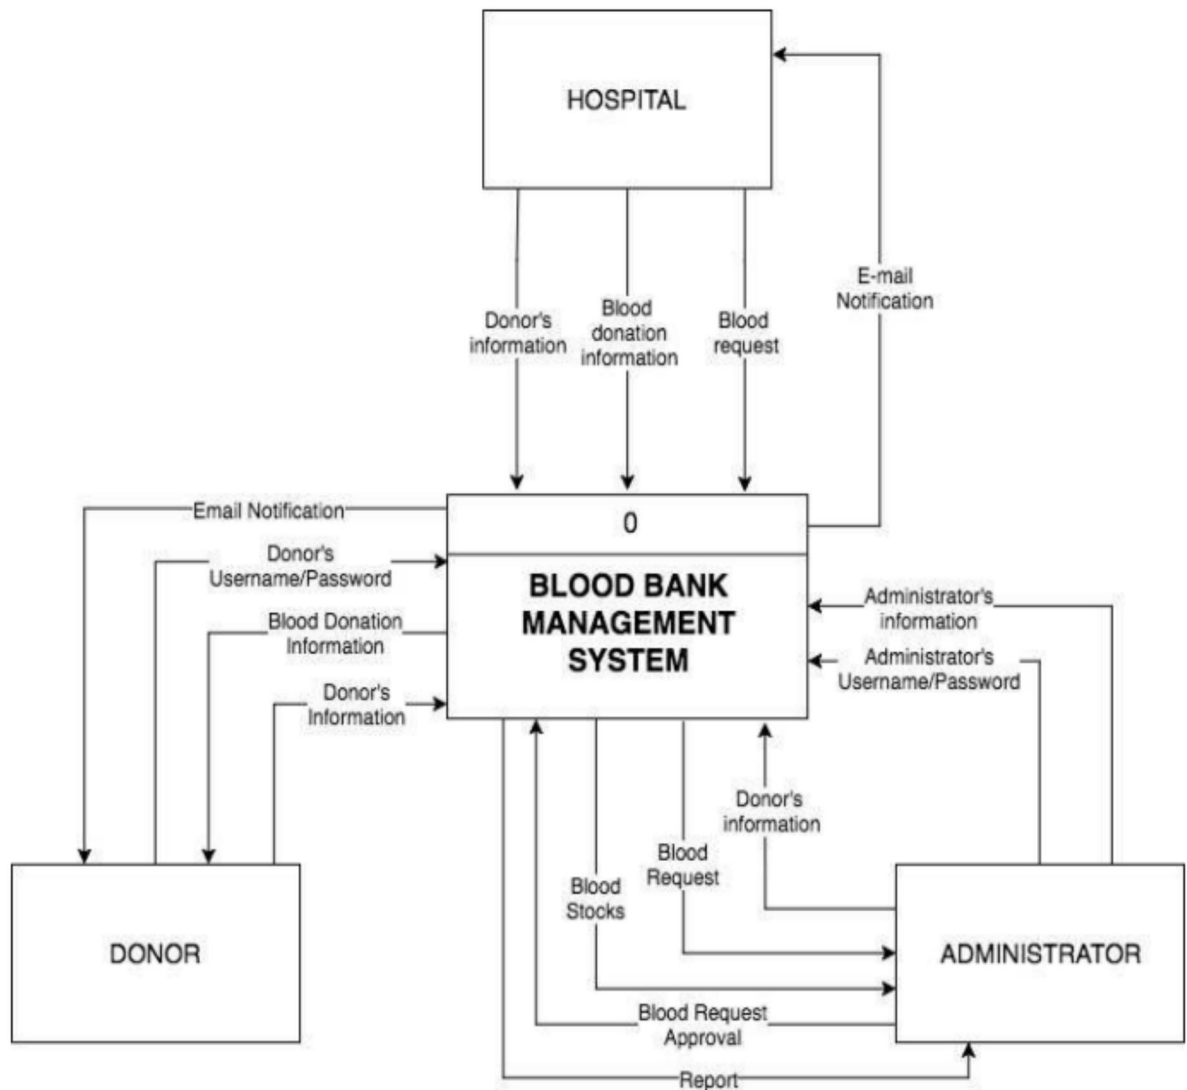 HOSPITAL
E-mail
Notification
Donor's
information
Blood
donation
information
Blood
request
0
BLOOD BANK
MANAGEMENT
SYSTEM
Email Notification
Donor's
Username/Password
Blood Donation
Information
Donor's
Information
Administrator's
information
Administrator's
Username/Password
Donor's
information
Blood
Request
Blood
Stocks
DONOR
ADMINISTRATOR
Blood Request
Approval
Report